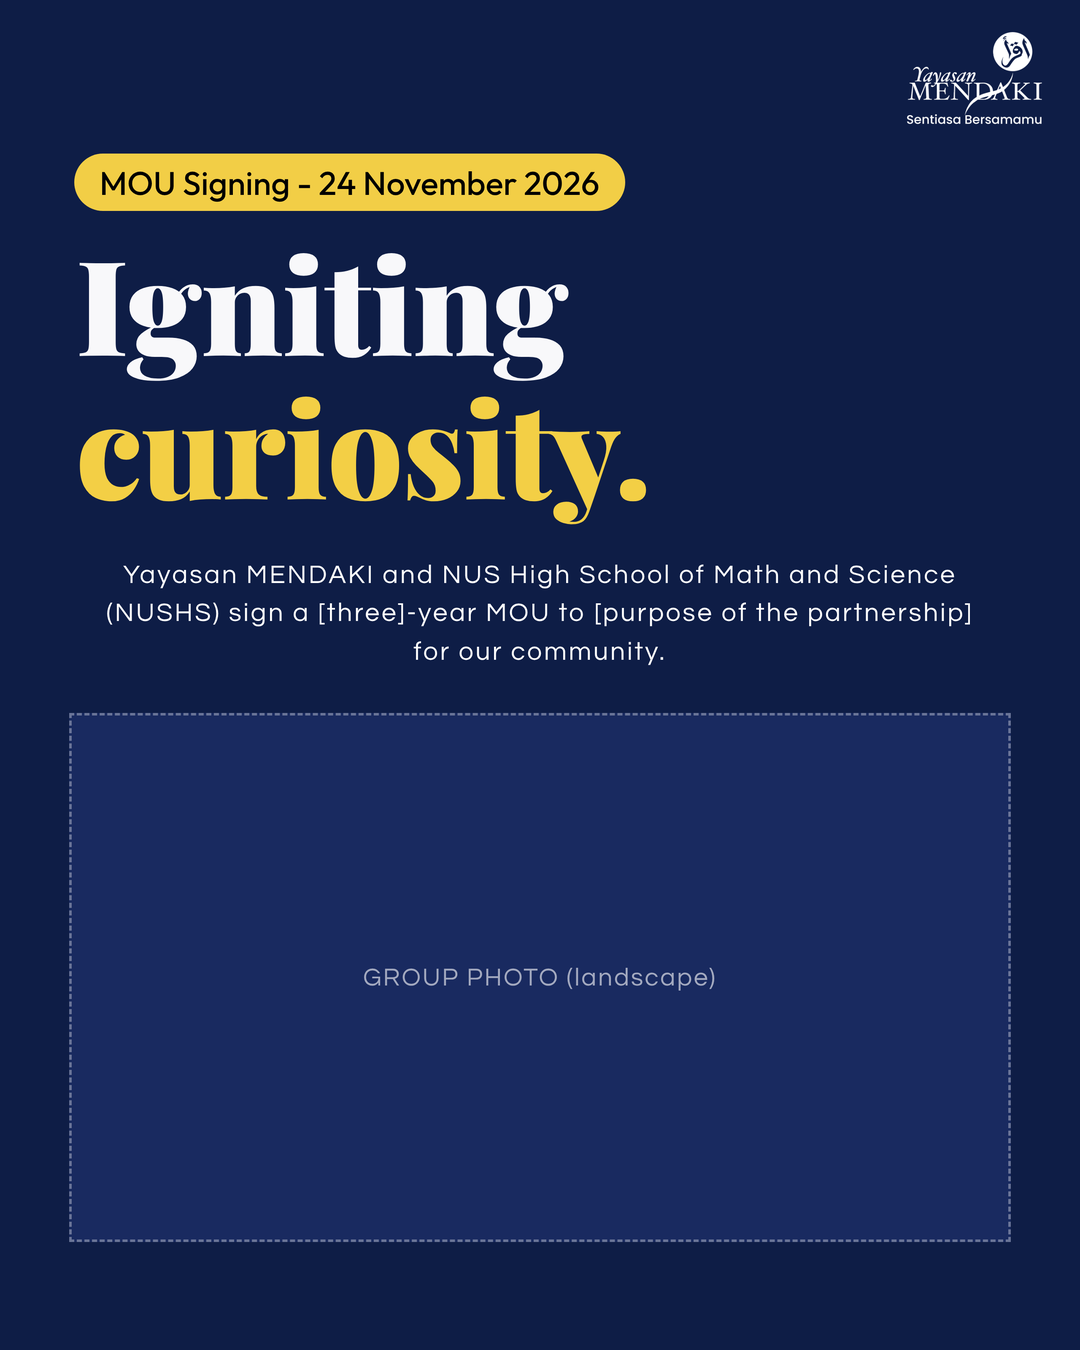 اقرأ
Yayasan
MENDAKI
Sentiasa Bersamamu
MOU Signing - 24 November 2026
Igniting
curiosity.
Yayasan MENDAKI and NUS High School of Math and Science
(NUSHS) sign a [three]-year MOU to [purpose of the partnership]
for our community.
GROUP PHOTO (landscape)